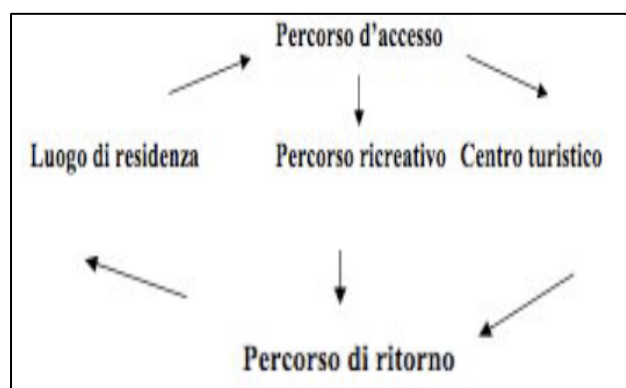 Percorso d'accesso
Luogo di residenza Percorso ricreativo Centro turistico
Percorso di ritorno